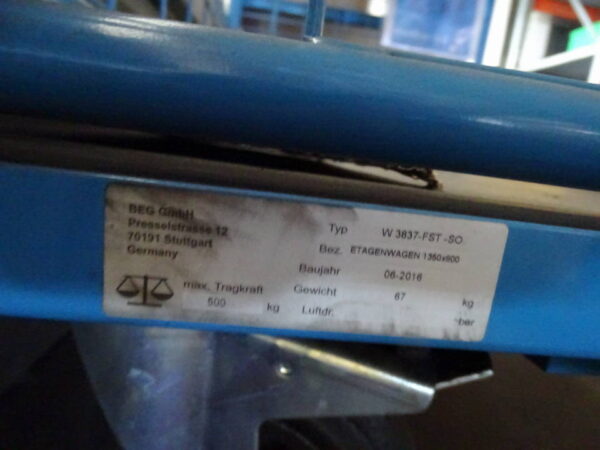 BEG GmbH
Presselstrasse 12
70191 Stuttgart
Germany
max. Tragkraft
500 kg
Typ W 3837-FST -SO
Bez. ETAGENWAGEN 1350x600
Baujahr 06-2016
Gewicht 67 kg
Luftdr. -bar